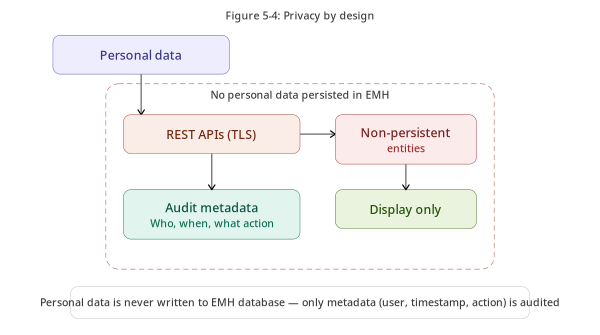 Figure 5-4: Privacy by design
Personal data
No personal data persisted in EMH
REST APIs (TLS)
Non-persistent
entities
Audit metadata
Who, when, what action
Display only
Personal data is never written to EMH database — only metadata (user, timestamp, action) is audited